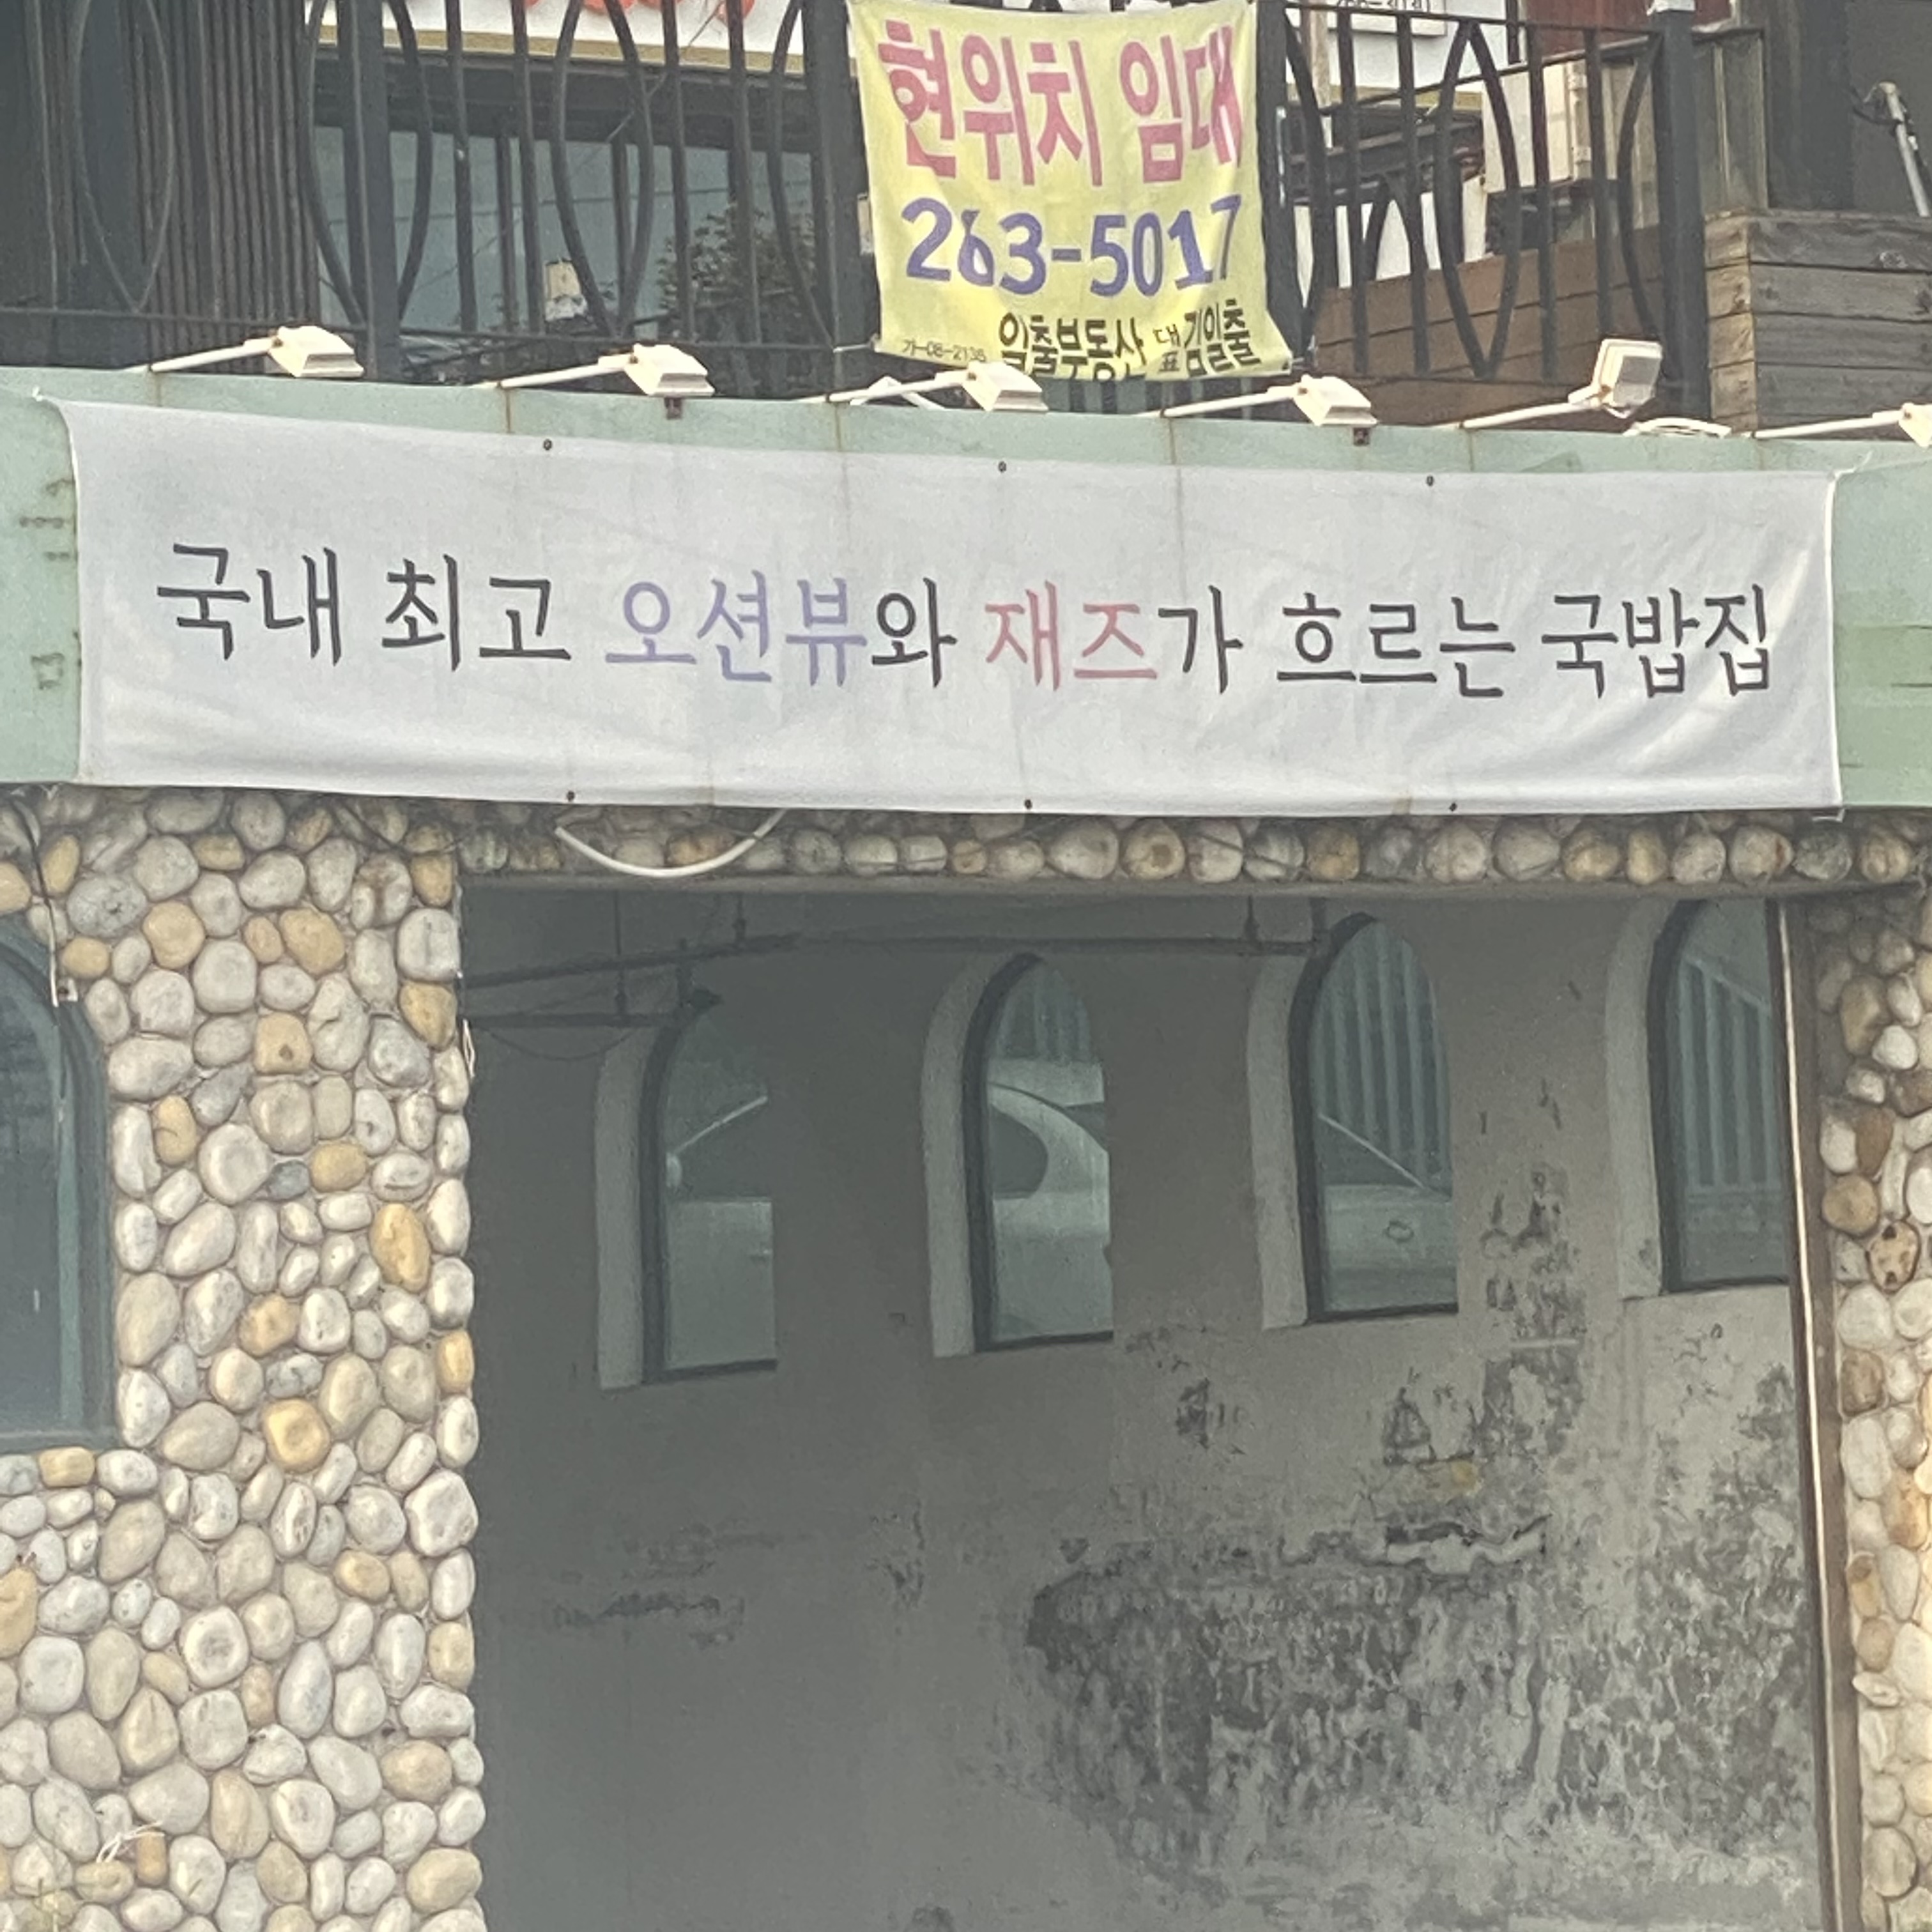 현위치 임대
263-5017
가-08-2138 일출부동산 대표 김일출
국내 최고 오션뷰와 재즈가 흐르는 국밥집